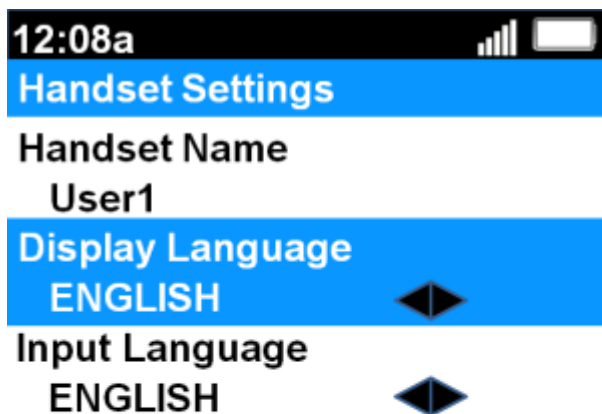 12:08a
Handset Settings
Handset Name
User1
Display Language
ENGLISH
Input Language
ENGLISH